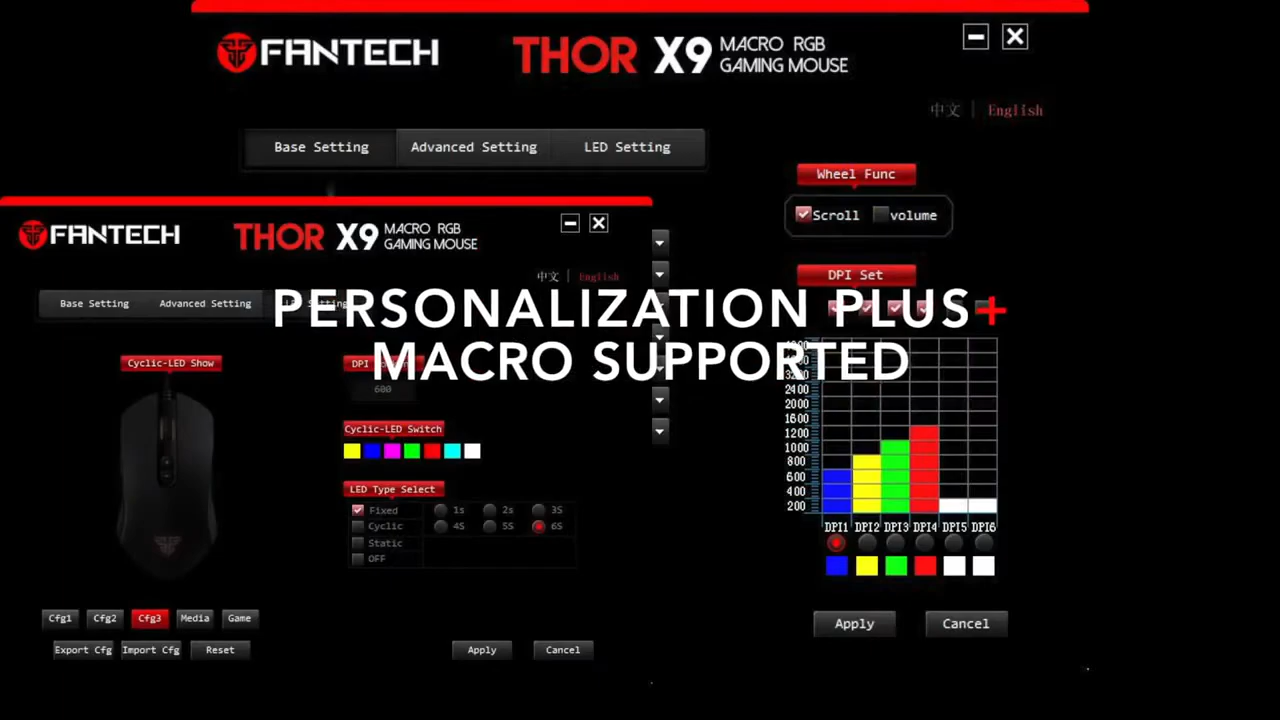 FANTECH
THOR X9 MACRO RGB GAMING MOUSE
中文 | English
Base Setting
Advanced Setting
LED Setting
Wheel Func
Scroll
volume
FANTECH
THOR X9 MACRO RGB GAMING MOUSE
中文 | English
DPI Set
Base Setting
Advanced Setting
PERSONALIZATION PLUS+
MACRO SUPPORTED
Cyclic-LED Show
DPI
600
2400
2000
1600
1200
1000
800
600
400
200
DPI1
DPI2
DPI3
DPI4
DPI5
DPI6
Cyclic-LED Switch
LED Type Select
Fixed
1s
2s
3S
Cyclic
4S
5S
6S
Static
OFF
Cfg1
Cfg2
Cfg3
Media
Game
Apply
Cancel
Export Cfg
Import Cfg
Reset
Apply
Cancel